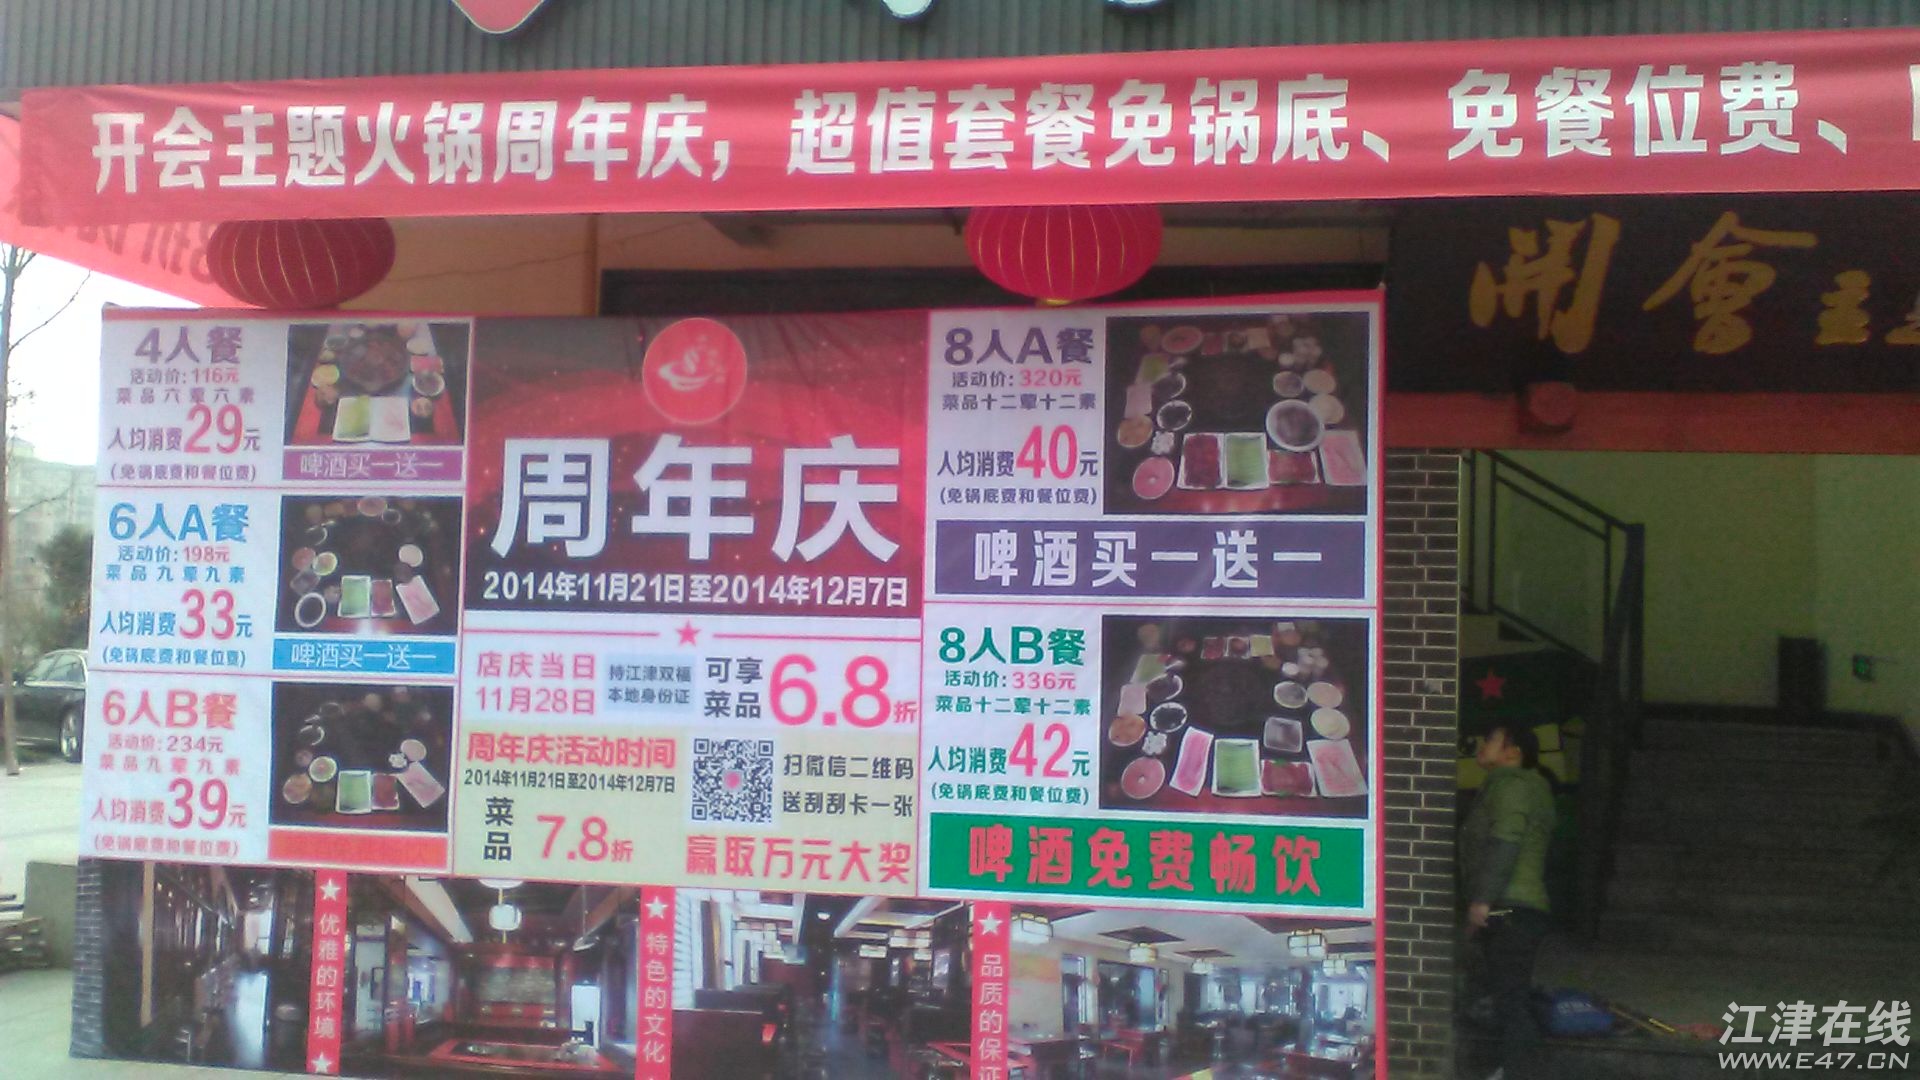 开会主题火锅周年庆，超值套餐免锅底、免餐位费、
開會主
4人餐
活动价:116元
菜品六荤六素
人均消费29元
(免锅底费和餐位费)
啤酒买一送一
6人A餐
活动价:198元
菜品九荤九素
人均消费33元
(免锅底费和餐位费)
啤酒买一送一
6人B餐
活动价:234元
菜品九荤九素
人均消费39元
(免锅底费和餐位费)
周年庆
2014年11月21日至2014年12月7日
店庆当日
11月28日
持江津双福
本地身份证
可享
菜品
6.8折
周年庆活动时间
2014年11月21日至2014年12月7日
菜品
7.8折
扫微信二维码
送刮刮卡一张
赢取万元大奖
8人A餐
活动价:320元
菜品十二荤十二素
人均消费40元
(免锅底费和餐位费)
啤酒买一送一
8人B餐
活动价:336元
菜品十二荤十二素
人均消费42元
(免锅底费和餐位费)
啤酒免费畅饮
优雅的环境
特色的文化
品质的保证
江津在线
WWW.E47.CN